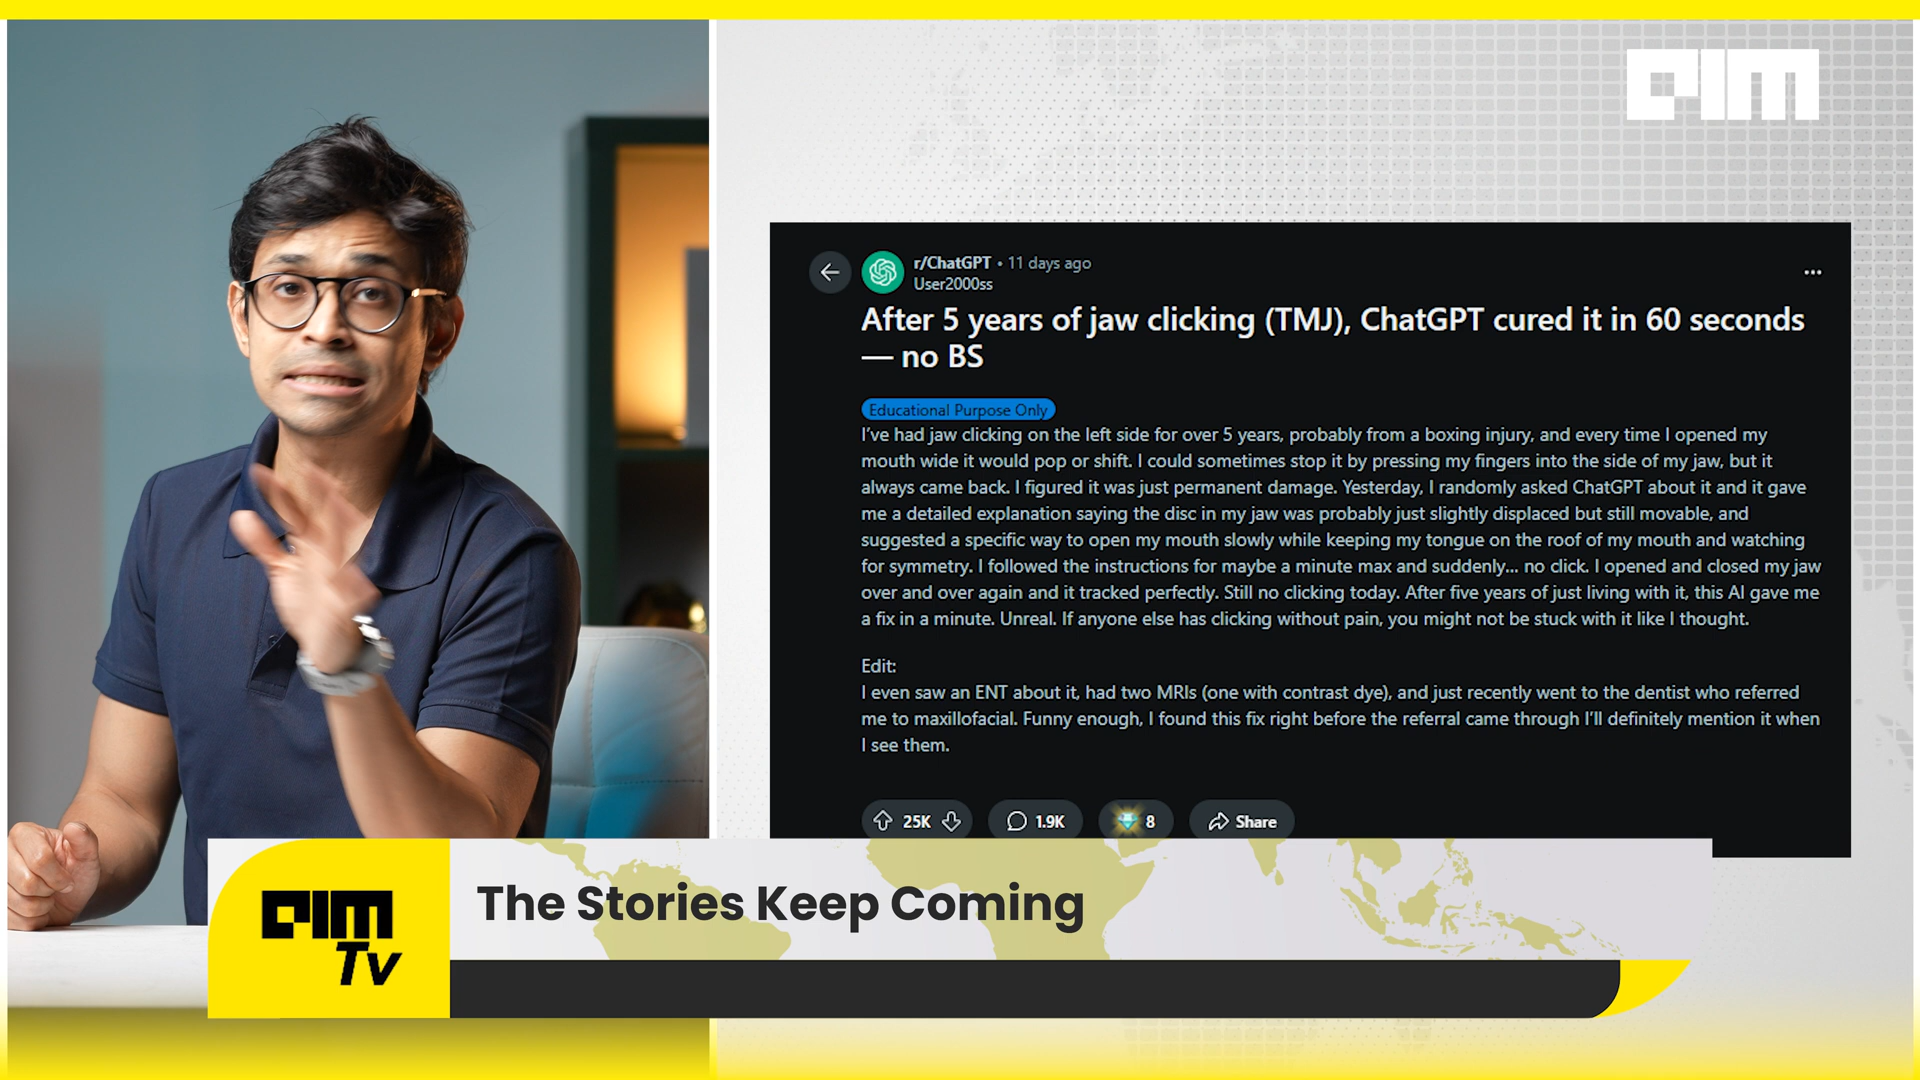 aim
r/ChatGPT • 11 days ago
User2000ss
After 5 years of jaw clicking (TMJ), ChatGPT cured it in 60 seconds
— no BS
Educational Purpose Only
I've had jaw clicking on the left side for over 5 years, probably from a boxing injury, and every time I opened my
mouth wide it would pop or shift. I could sometimes stop it by pressing my fingers into the side of my jaw, but it
always came back. I figured it was just permanent damage. Yesterday, I randomly asked ChatGPT about it and it gave
me a detailed explanation saying the disc in my jaw was probably just slightly displaced but still movable, and
suggested a specific way to open my mouth slowly while keeping my tongue on the roof of my mouth and watching
for symmetry. I followed the instructions for maybe a minute max and suddenly... no click. I opened and closed my jaw
over and over again and it tracked perfectly. Still no clicking today. After five years of just living with it, this AI gave me
a fix in a minute. Unreal. If anyone else has clicking without pain, you might not be stuck with it like I thought.
Edit:
I even saw an ENT about it, had two MRIs (one with contrast dye), and just recently went to the dentist who referred
me to maxillofacial. Funny enough, I found this fix right before the referral came through I'll definitely mention it when
I see them.
25K
1.9K
8
Share
aim
Tv
The Stories Keep Coming